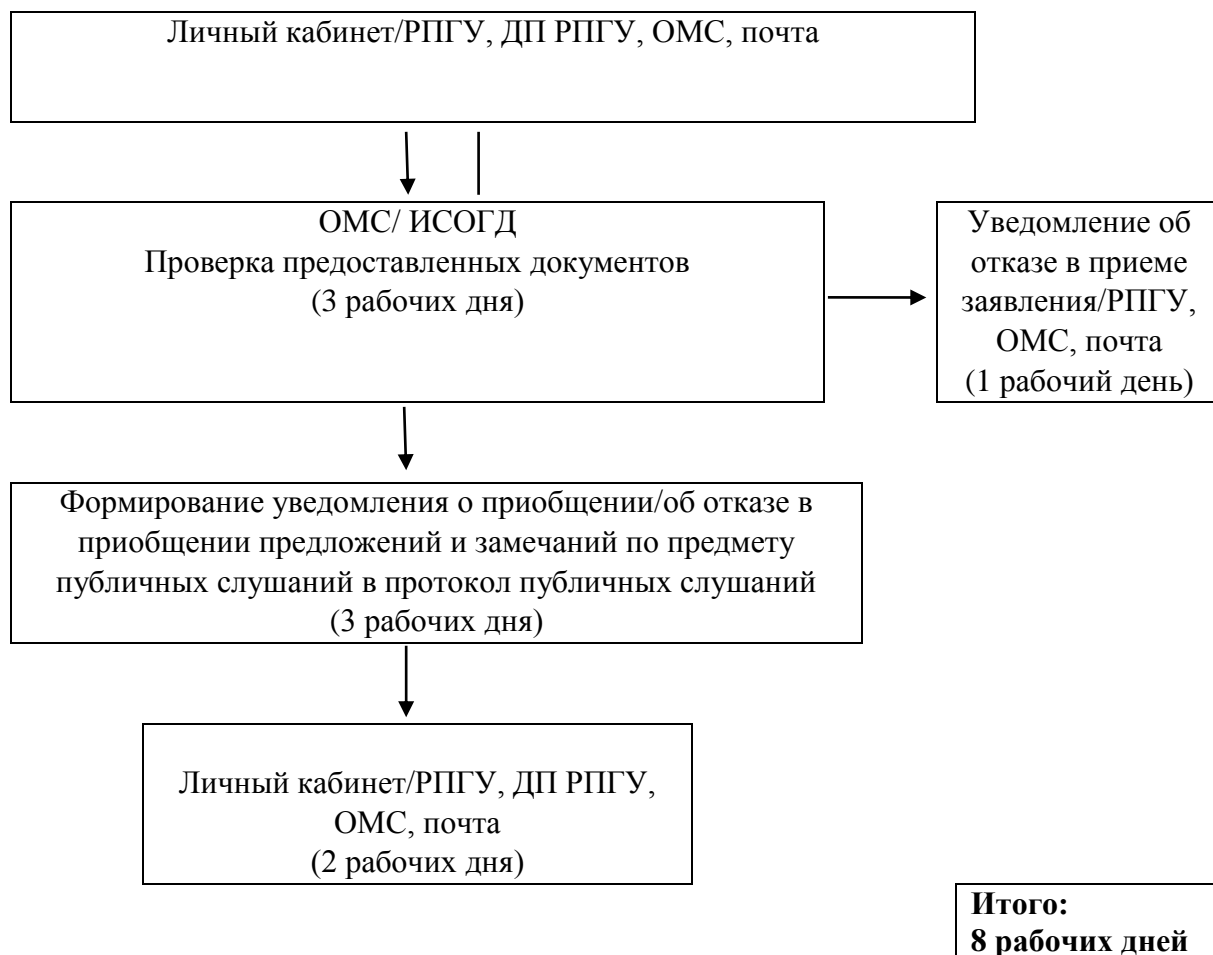 Личный кабинет/РПГУ, ДП РПГУ, ОМС, почта
ОМС/ ИСОГД
Проверка предоставленных документов
(3 рабочих дня)
Уведомление об
отказе в приеме
заявления/РПГУ,
ОМС, почта
(1 рабочий день)
Формирование уведомления о приобщении/об отказе в
приобщении предложений и замечаний по предмету
публичных слушаний в протокол публичных слушаний
(3 рабочих дня)
Личный кабинет/РПГУ, ДП РПГУ,
ОМС, почта
(2 рабочих дня)
Итого:
8 рабочих дней